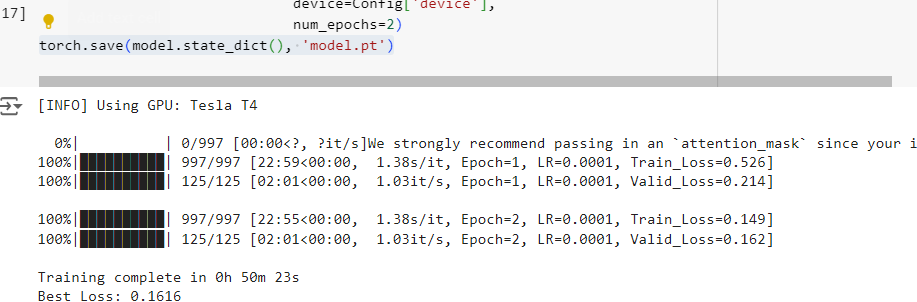 device=Config['device'],
17]
num_epochs=2)
torch.save(model.state_dict(), 'model.pt')
[INFO] Using GPU: Tesla T4
0%| | 0/997 [00:00<?, ?it/s]We strongly recommend passing in an `attention_mask` since your i
100%| | 997/997 [22:59<00:00, 1.38s/it, Epoch=1, LR=0.0001, Train_Loss=0.526]
100%| | 125/125 [02:01<00:00, 1.03it/s, Epoch=1, LR=0.0001, Valid_Loss=0.214]
100%| | 997/997 [22:55<00:00, 1.38s/it, Epoch=2, LR=0.0001, Train_Loss=0.149]
100%| | 125/125 [02:01<00:00, 1.03it/s, Epoch=2, LR=0.0001, Valid_Loss=0.162]
Training complete in 0h 50m 23s
Best Loss: 0.1616